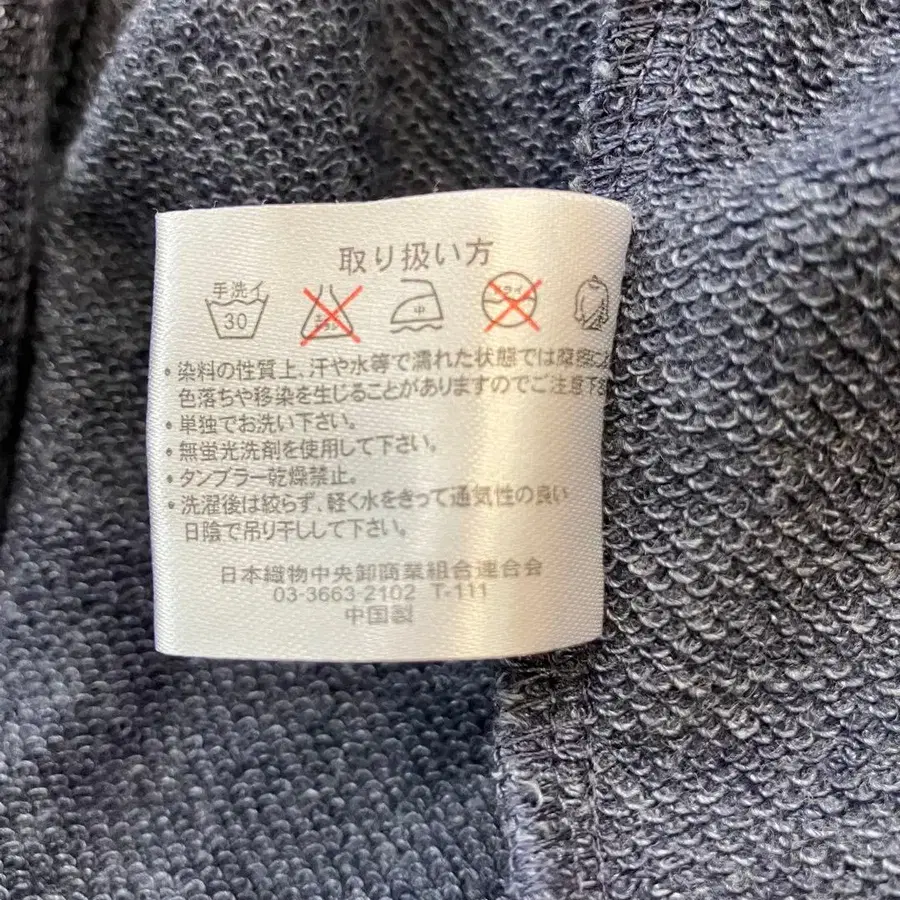 取り扱い方
手洗イ
30
中
・染料の性質上、汗や水等で濡れた状態では摩擦に
色落ちや移染を生じることがありますのでご注意下
・単独でお洗い下さい。
・無蛍光洗剤を使用して下さい。
・タンブラー乾燥禁止。
・洗濯後は絞らず、軽く水をきって通気性の良い
日陰で吊り干しして下さい。
日本織物中央卸商業組合連合会
03-3663-2102 T-111
中国製